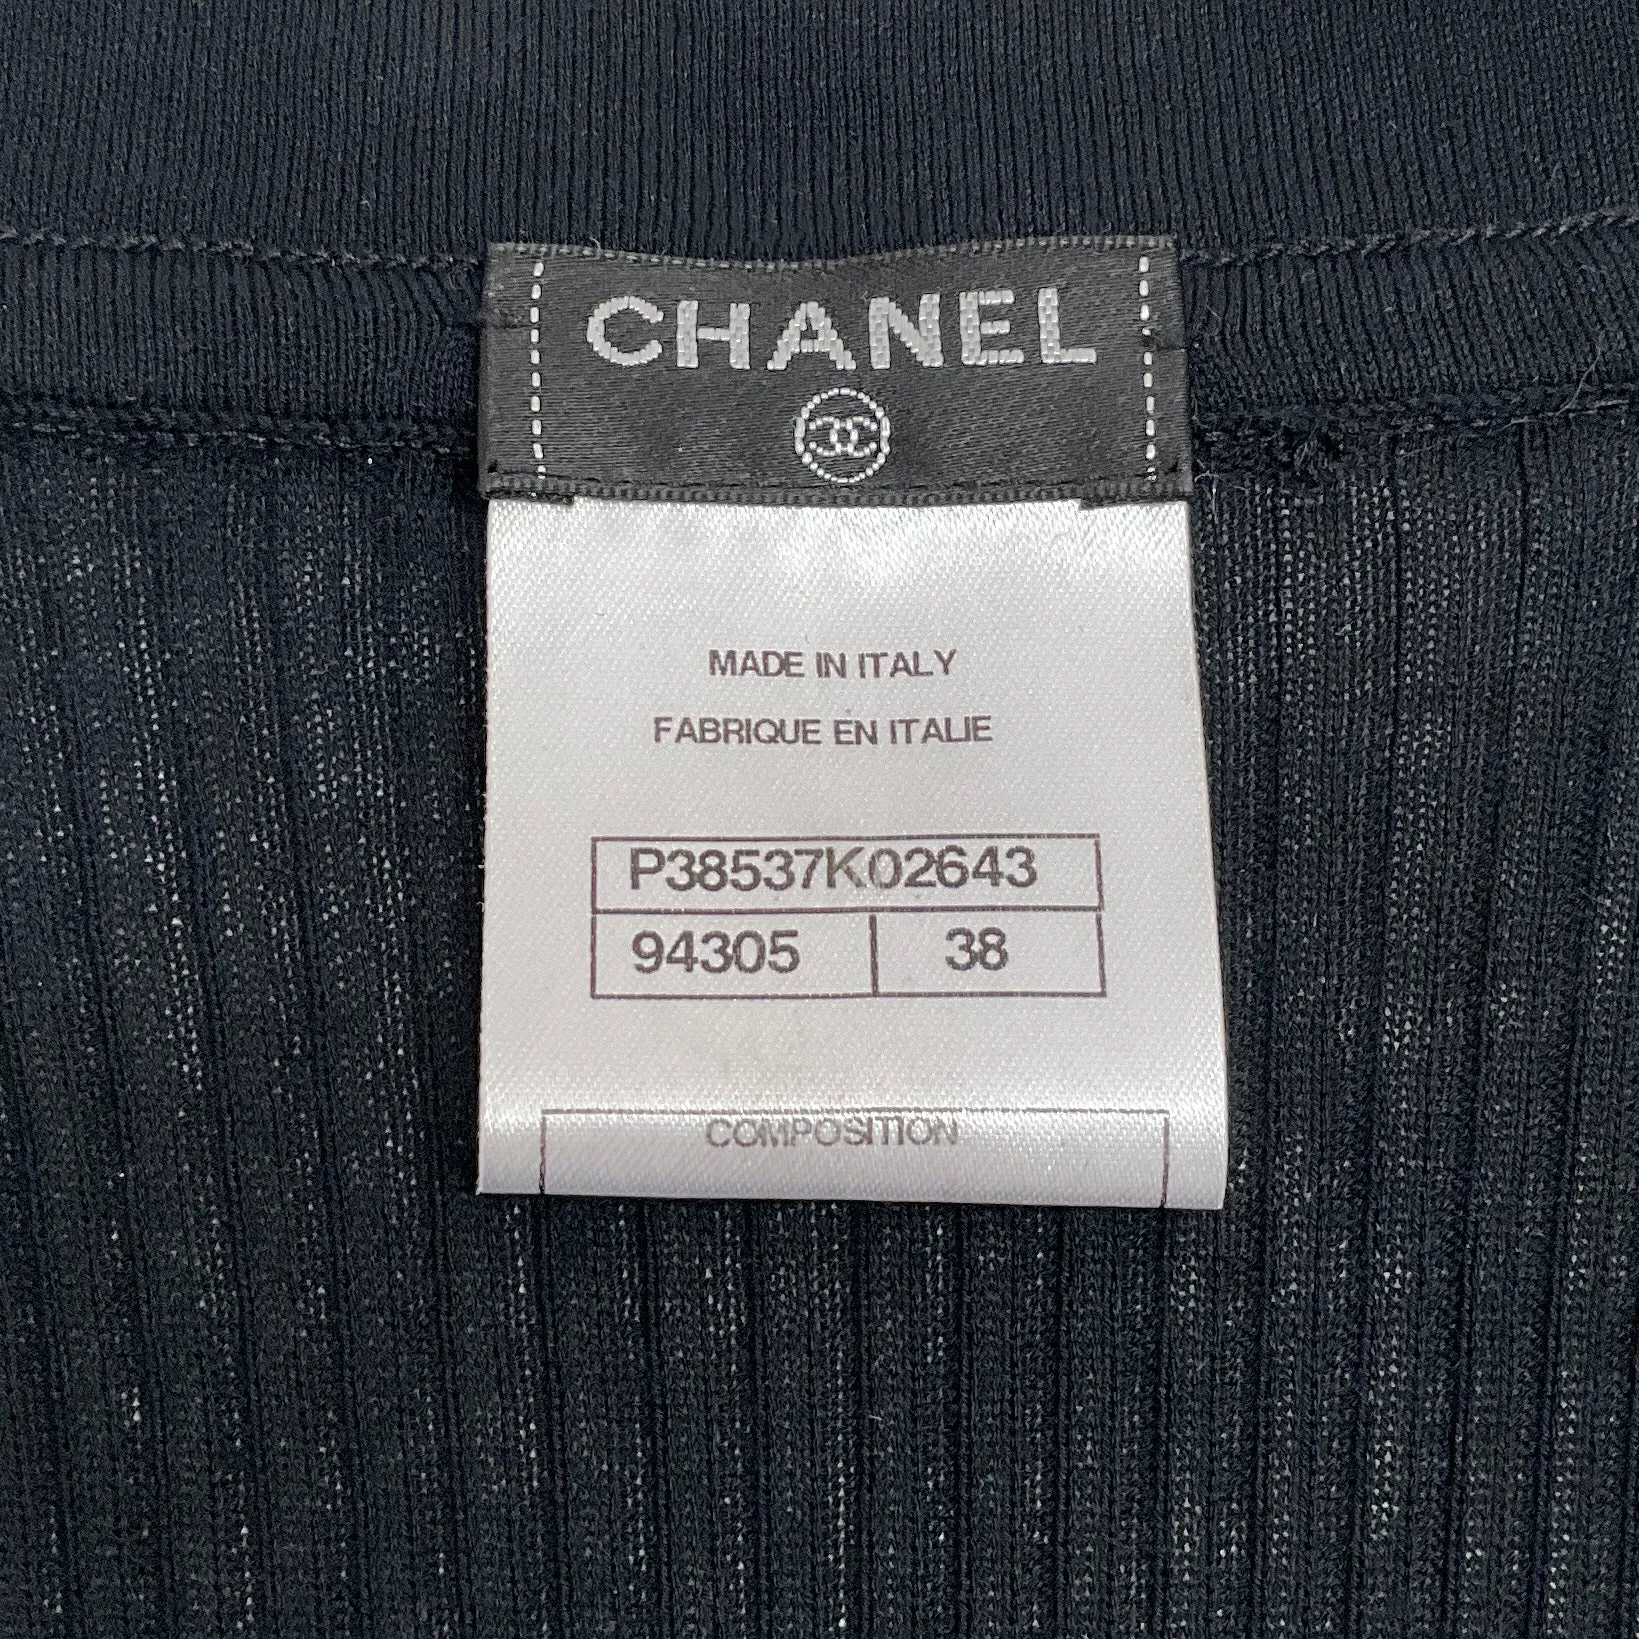 CHANEL
MADE IN ITALY
FABRIQUE EN ITALIE
P38537K02643
94305 38
COMPOSITION